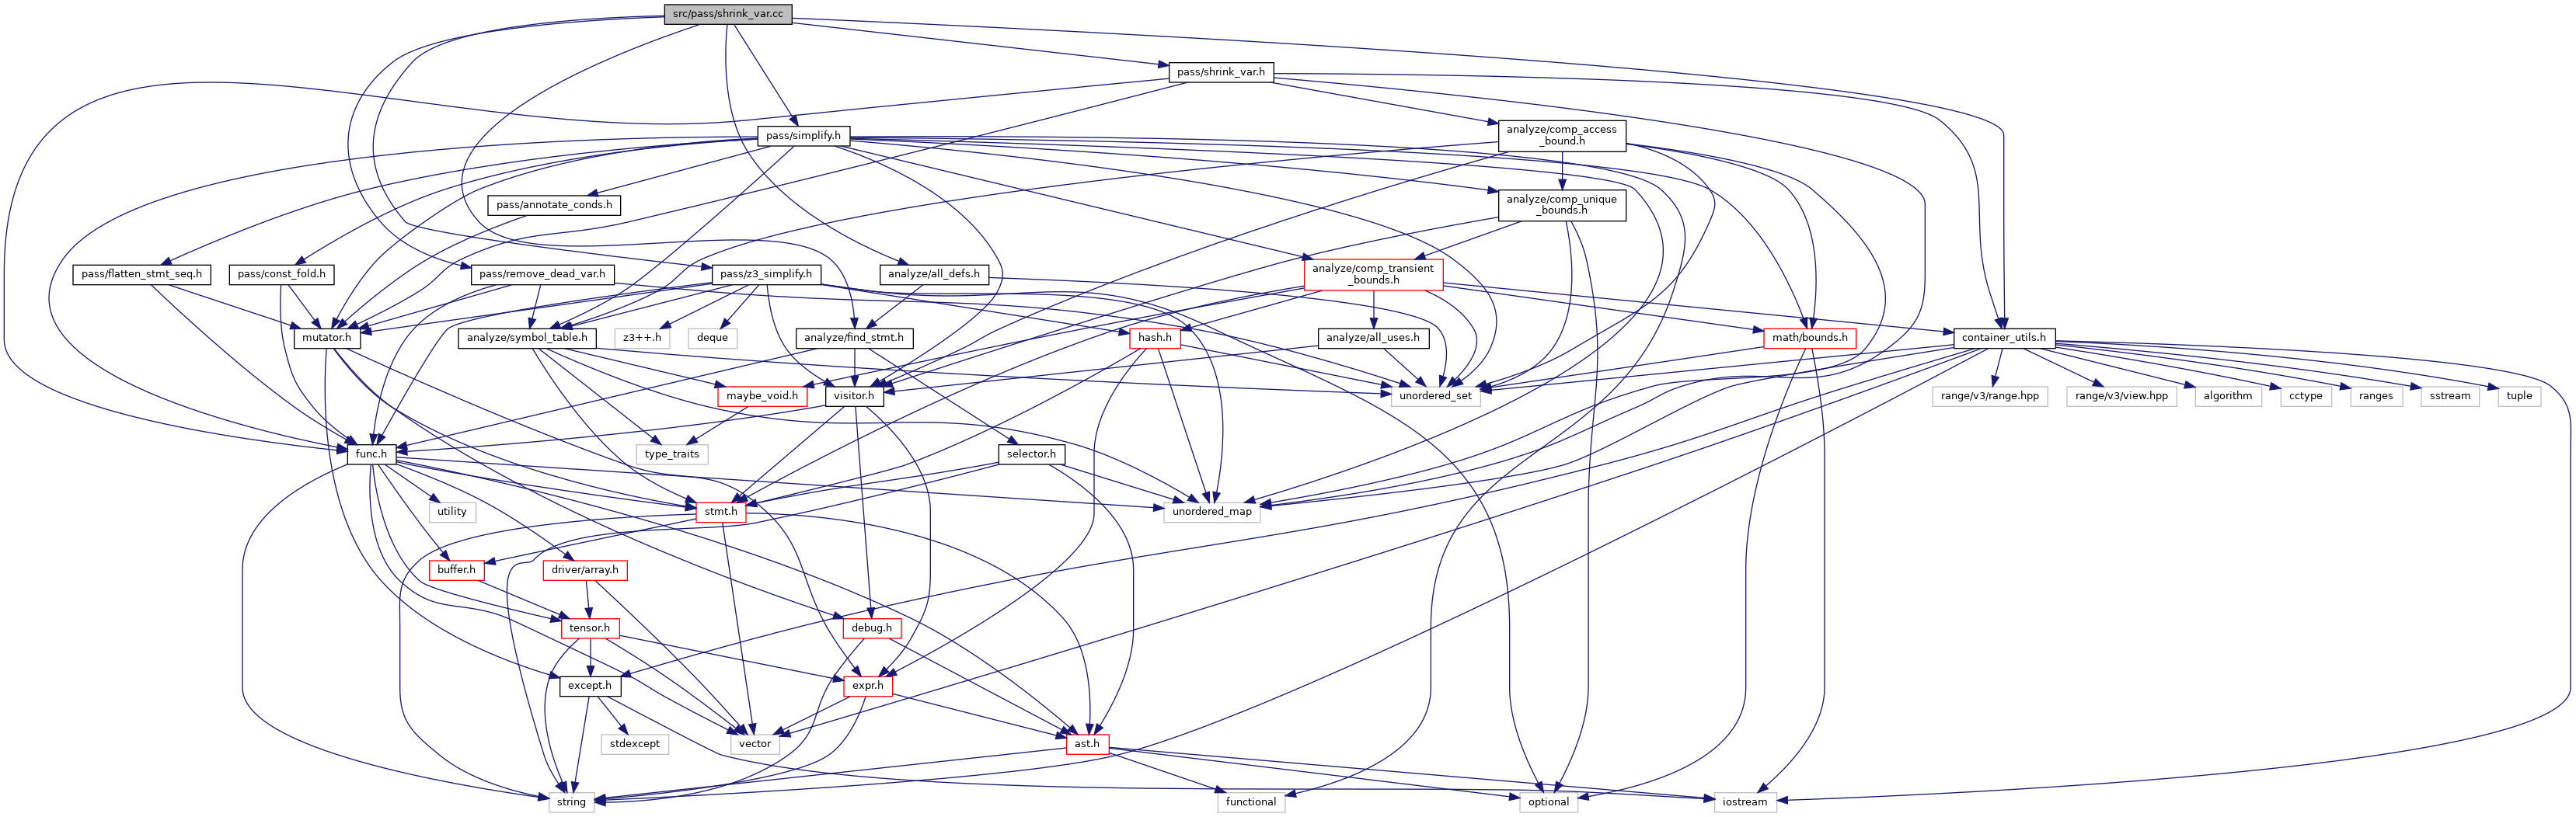 src/pass/shrink_var.cc
pass/shrink_var.h
pass/simplify.h
analyze/comp_access
_bound.h
pass/annotate_conds.h
analyze/comp_unique
_bounds.h
pass/flatten_stmt_seq.h
pass/const_fold.h
pass/remove_dead_var.h
pass/z3_simplify.h
analyze/all_defs.h
analyze/comp_transient
_bounds.h
mutator.h
analyze/symbol_table.h
z3++.h
deque
analyze/find_stmt.h
hash.h
analyze/all_uses.h
math/bounds.h
container_utils.h
maybe_void.h
visitor.h
unordered_set
range/v3/range.hpp
range/v3/view.hpp
algorithm
cctype
ranges
sstream
tuple
func.h
type_traits
selector.h
utility
stmt.h
unordered_map
buffer.h
driver/array.h
tensor.h
debug.h
except.h
expr.h
stdexcept
vector
ast.h
string
functional
optional
iostream